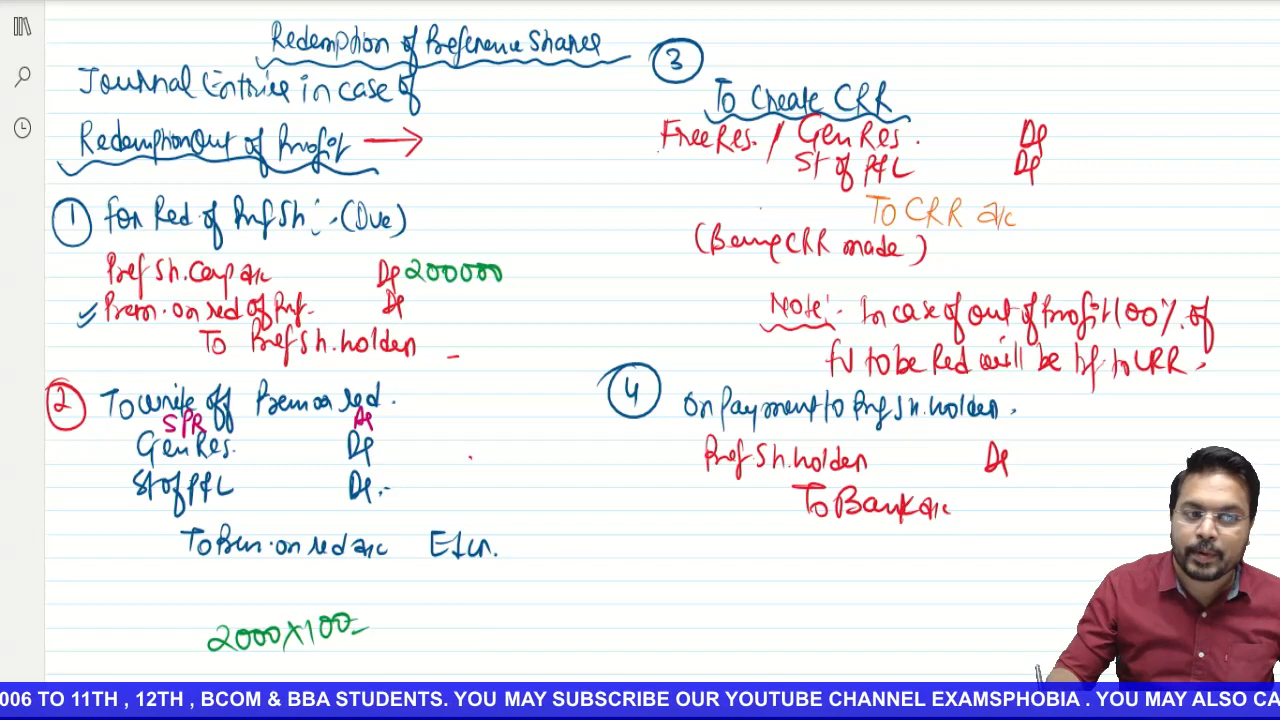 Redemption of Preference Shares
Journal Entries in case of
Redemption Out of Profit →
1 for Red of Pref Sh :- (Due)
Pref Sh. Cap a/c Dr 200000
Prem. on red of Prf. Dr
To Pref Sh. holder
2 To write off Prem on red.
SPR Dr
Gen Res. Dr
St of P&L Dr.
To Prem. on red a/c
2000 X 100
3
To Create CRR
Free Res. / Gen Res. Dr
St of P&L Dr
To CRR a/c
(Being CRR made)
Note:- In case of out of Profit 100% of
fv to be Red will be tf to CRR.
4 On Payment to Pref Sh. holder.
Pref Sh. holder Dr
To Bank a/c
006 TO 11TH , 12TH , BCOM & BBA STUDENTS. YOU MAY SUBSCRIBE OUR YOUTUBE CHANNEL EXAMSPHOBIA . YOU MAY ALSO CA